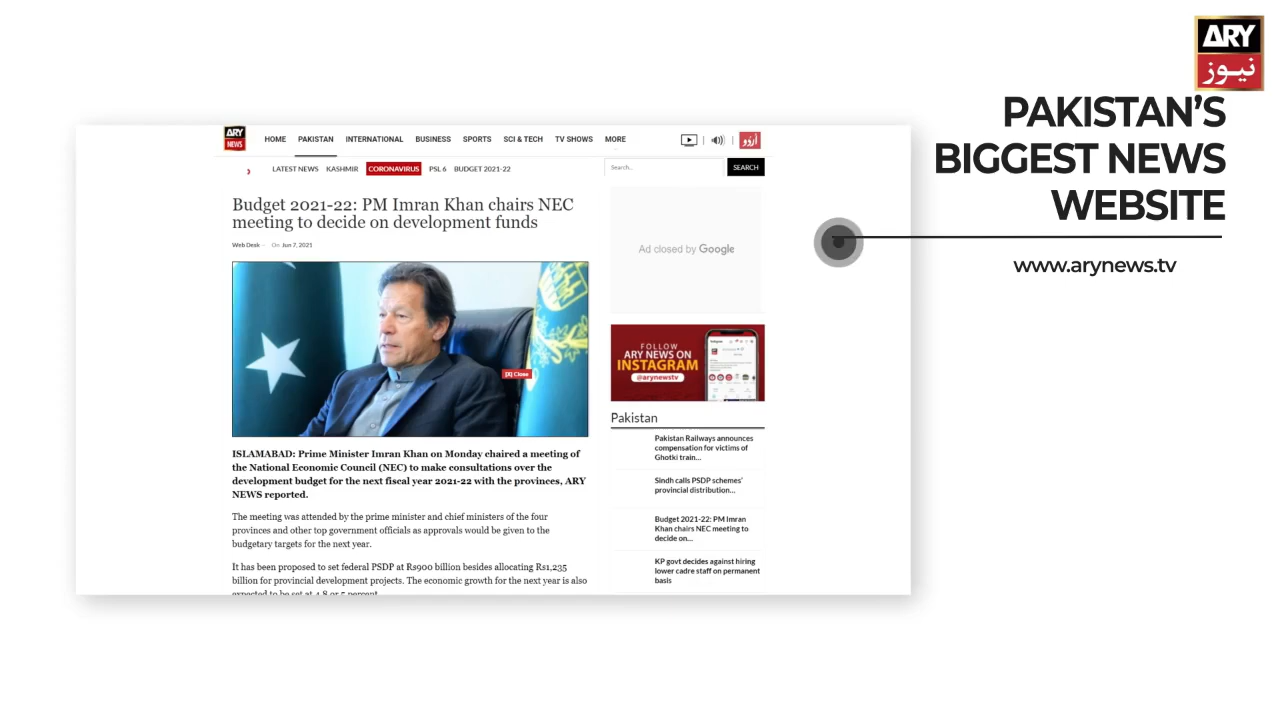 ARY
نیوز
PAKISTAN'S
BIGGEST NEWS
WEBSITE
www.arynews.tv
ARY
NEWS
HOME PAKISTAN INTERNATIONAL BUSINESS SPORTS SCI & TECH TV SHOWS MORE
اردو
LATEST NEWS KASHMIR CORONAVIRUS PSL 6 BUDGET 2021-22
Search...
SEARCH
Budget 2021-22: PM Imran Khan chairs NEC
meeting to decide on development funds
Web Desk — On Jun 7, 2021
Close
ISLAMABAD: Prime Minister Imran Khan on Monday chaired a meeting of
the National Economic Council (NEC) to make consultations over the
development budget for the next fiscal year 2021-22 with the provinces, ARY
NEWS reported.
The meeting was attended by the prime minister and chief ministers of the four
provinces and other top government officials as approvals would be given to the
budgetary targets for the next year.
It has been proposed to set federal PSDP at Rs900 billion besides allocating Rs1,235
billion for provincial development projects. The economic growth for the next year is also
expected to be set at 4.8 or 5 percent.
Ad closed by Google
FOLLOW
ARY NEWS ON
INSTAGRAM
@arynewstv
Pakistan
Pakistan Railways announces
compensation for victims of
Ghotki train...
Sindh calls PSDP schemes'
provincial distribution...
Budget 2021-22: PM Imran
Khan chairs NEC meeting to
decide on...
KP govt decides against hiring
lower cadre staff on permanent
basis